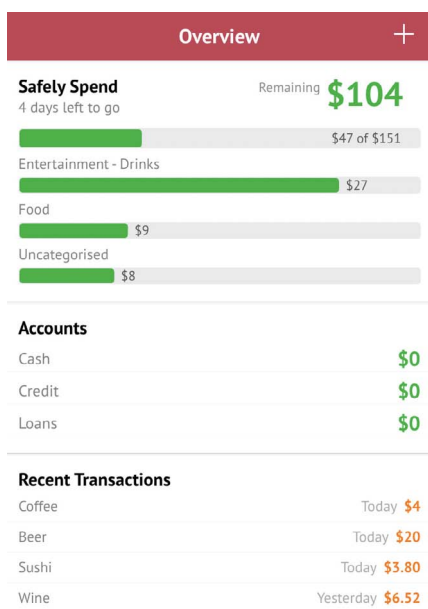 Overview
Safely Spend
Remaining $104
4 days left to go
$47 of $151
Entertainment - Drinks
$27
Food
$9
Uncategorised
$8
Accounts
Cash $0
Credit $0
Loans $0
Recent Transactions
Coffee Today $4
Beer Today $20
Sushi Today $3.80
Wine Yesterday $6.52